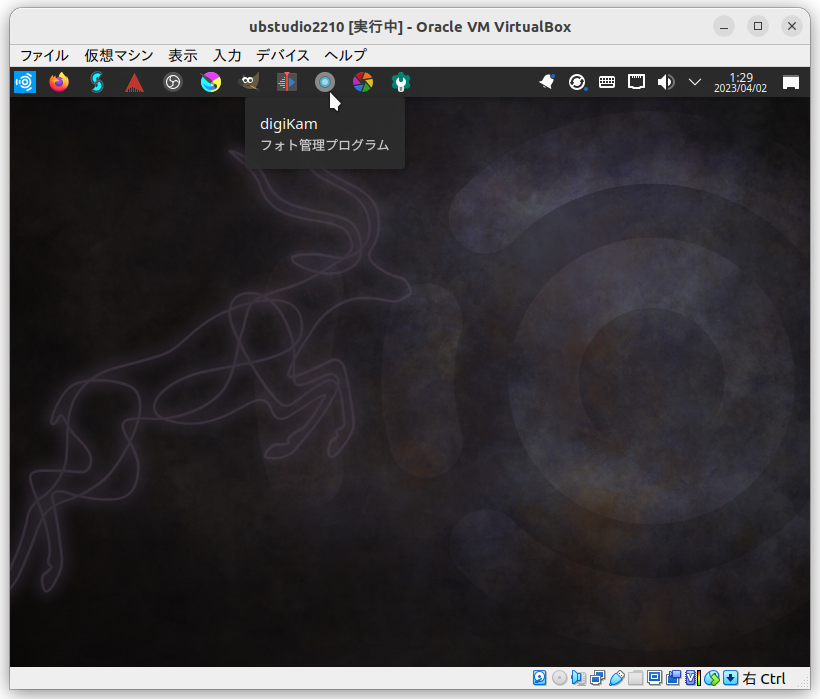 ubstudio2210 [実行中] - Oracle VM VirtualBox
ファイル 仮想マシン 表示 入力 デバイス ヘルプ
1:29
2023/04/02
digiKam
フォト管理プログラム
右 Ctrl